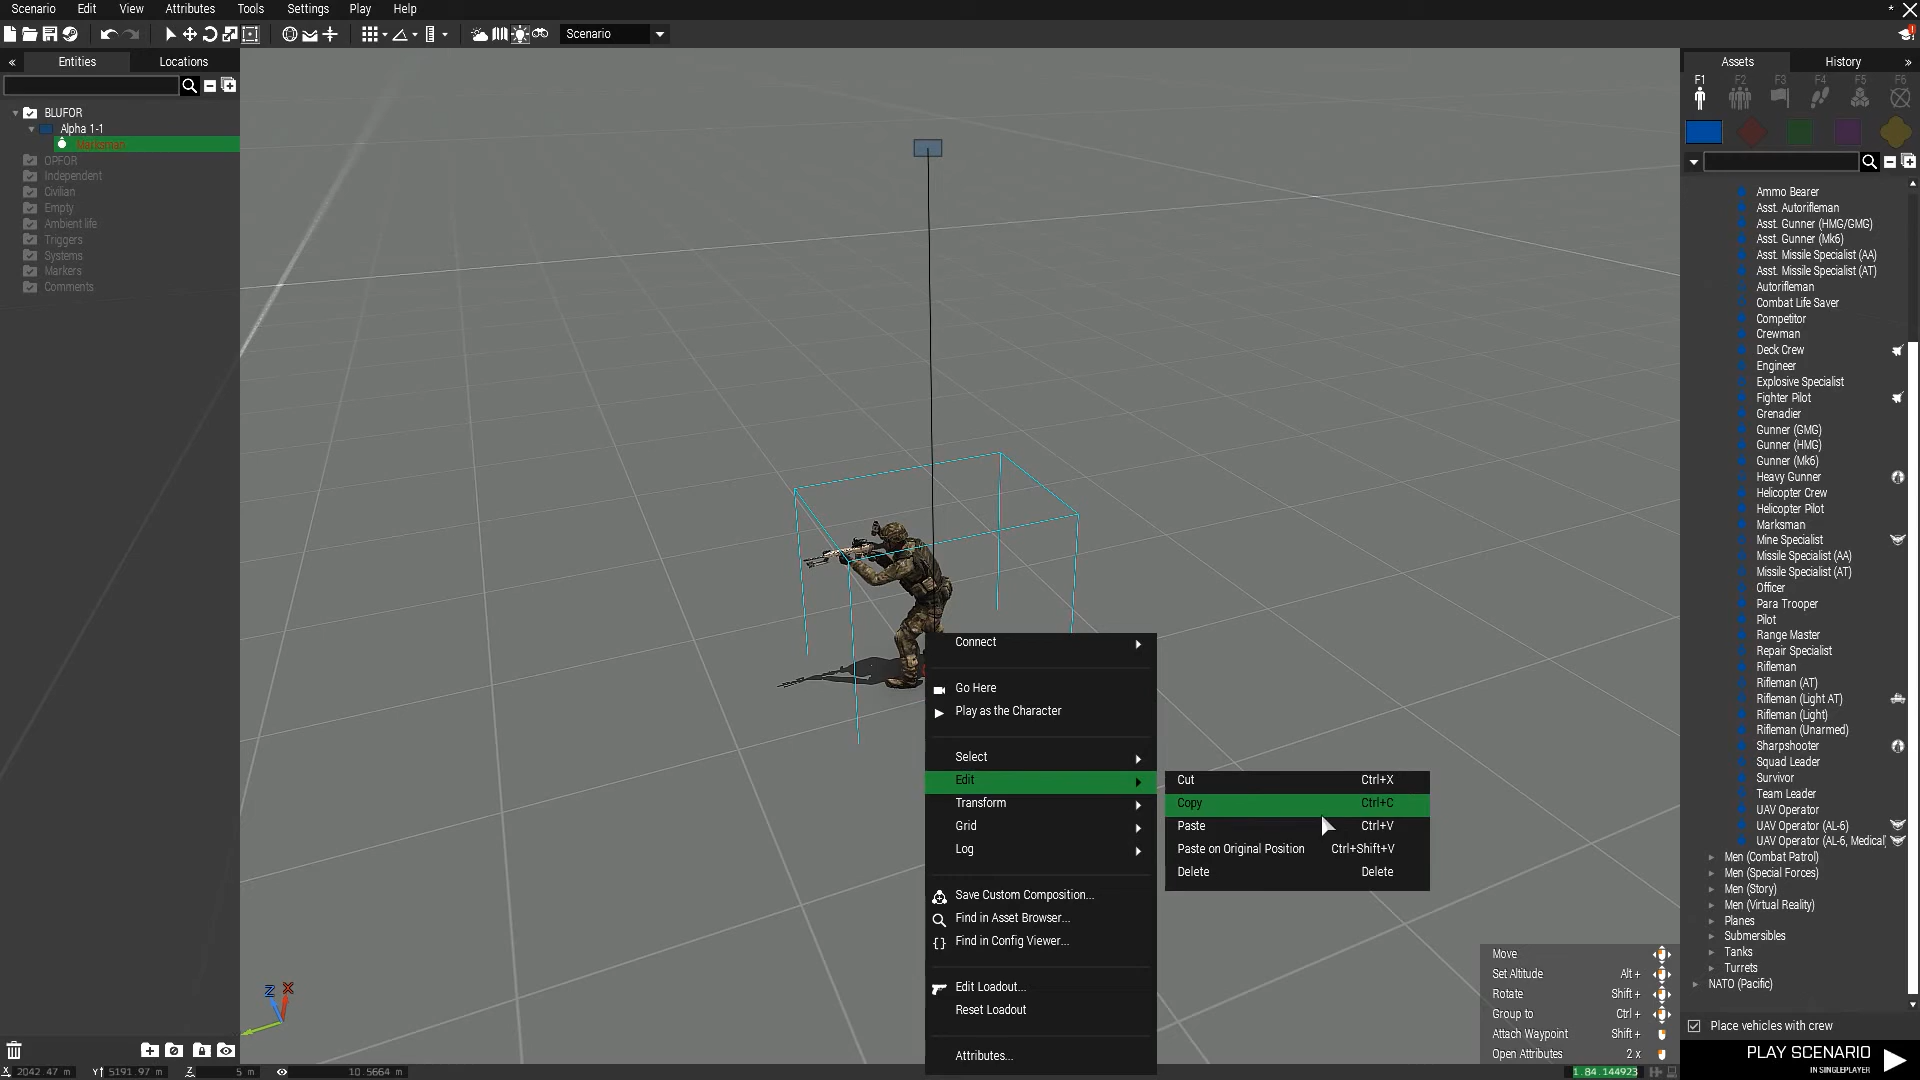 Scenario Edit View Attributes Tools Settings Play Help
*
Scenario
Entities Locations
BLUFOR
Alpha 1-1
Marksman
OPFOR
Independent
Civilian
Empty
Ambient life
Triggers
Systems
Markers
Comments
Z X
X 2042.47 m Y 5191.97 m Z 5 m 10.5664 m
Connect
Go Here
Play as the Character
Select
Edit
Transform
Grid
Log
Save Custom Composition...
Find in Asset Browser...
Find in Config Viewer...
Edit Loadout...
Reset Loadout
Attributes...
Cut Ctrl+X
Copy Ctrl+C
Paste Ctrl+V
Paste on Original Position Ctrl+Shift+V
Delete Delete
Move
Set Altitude Alt +
Rotate Shift +
Group to Ctrl +
Attach Waypoint Shift +
Open Attributes 2 x
1.84.144923
Assets History
F1 F2 F3 F4 F5 F6
Ammo Bearer
Asst. Autorifleman
Asst. Gunner (HMG/GMG)
Asst. Gunner (Mk6)
Asst. Missile Specialist (AA)
Asst. Missile Specialist (AT)
Autorifleman
Combat Life Saver
Competitor
Crewman
Deck Crew
Engineer
Explosive Specialist
Fighter Pilot
Grenadier
Gunner (GMG)
Gunner (HMG)
Gunner (Mk6)
Heavy Gunner
Helicopter Crew
Helicopter Pilot
Marksman
Mine Specialist
Missile Specialist (AA)
Missile Specialist (AT)
Officer
Para Trooper
Pilot
Range Master
Repair Specialist
Rifleman
Rifleman (AT)
Rifleman (Light AT)
Rifleman (Light)
Rifleman (Unarmed)
Sharpshooter
Squad Leader
Survivor
Team Leader
UAV Operator
UAV Operator (AL-6)
UAV Operator (AL-6, Medical
Men (Combat Patrol)
Men (Special Forces)
Men (Story)
Men (Virtual Reality)
Planes
Submersibles
Tanks
Turrets
NATO (Pacific)
Place vehicles with crew
PLAY SCENARIO
IN SINGLEPLAYER